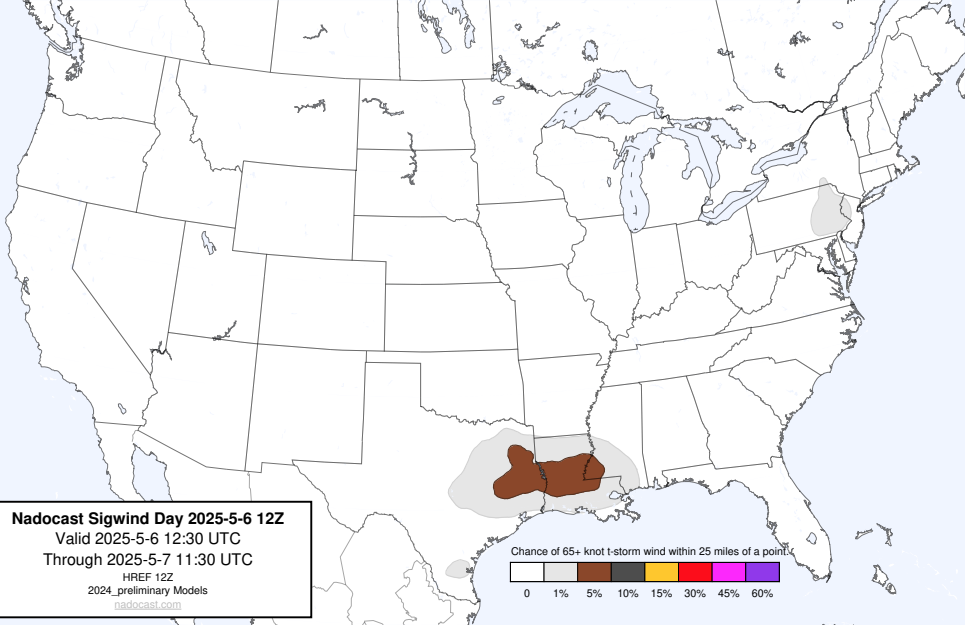 Nadocast Sigwind Day 2025-5-6 12Z
Valid 2025-5-6 12:30 UTC
Through 2025-5-7 11:30 UTC
HREF 12Z
2024_preliminary Models
nadocast.com
Chance of 65+ knot t-storm wind within 25 miles of a point.
0 1% 5% 10% 15% 30% 45% 60%